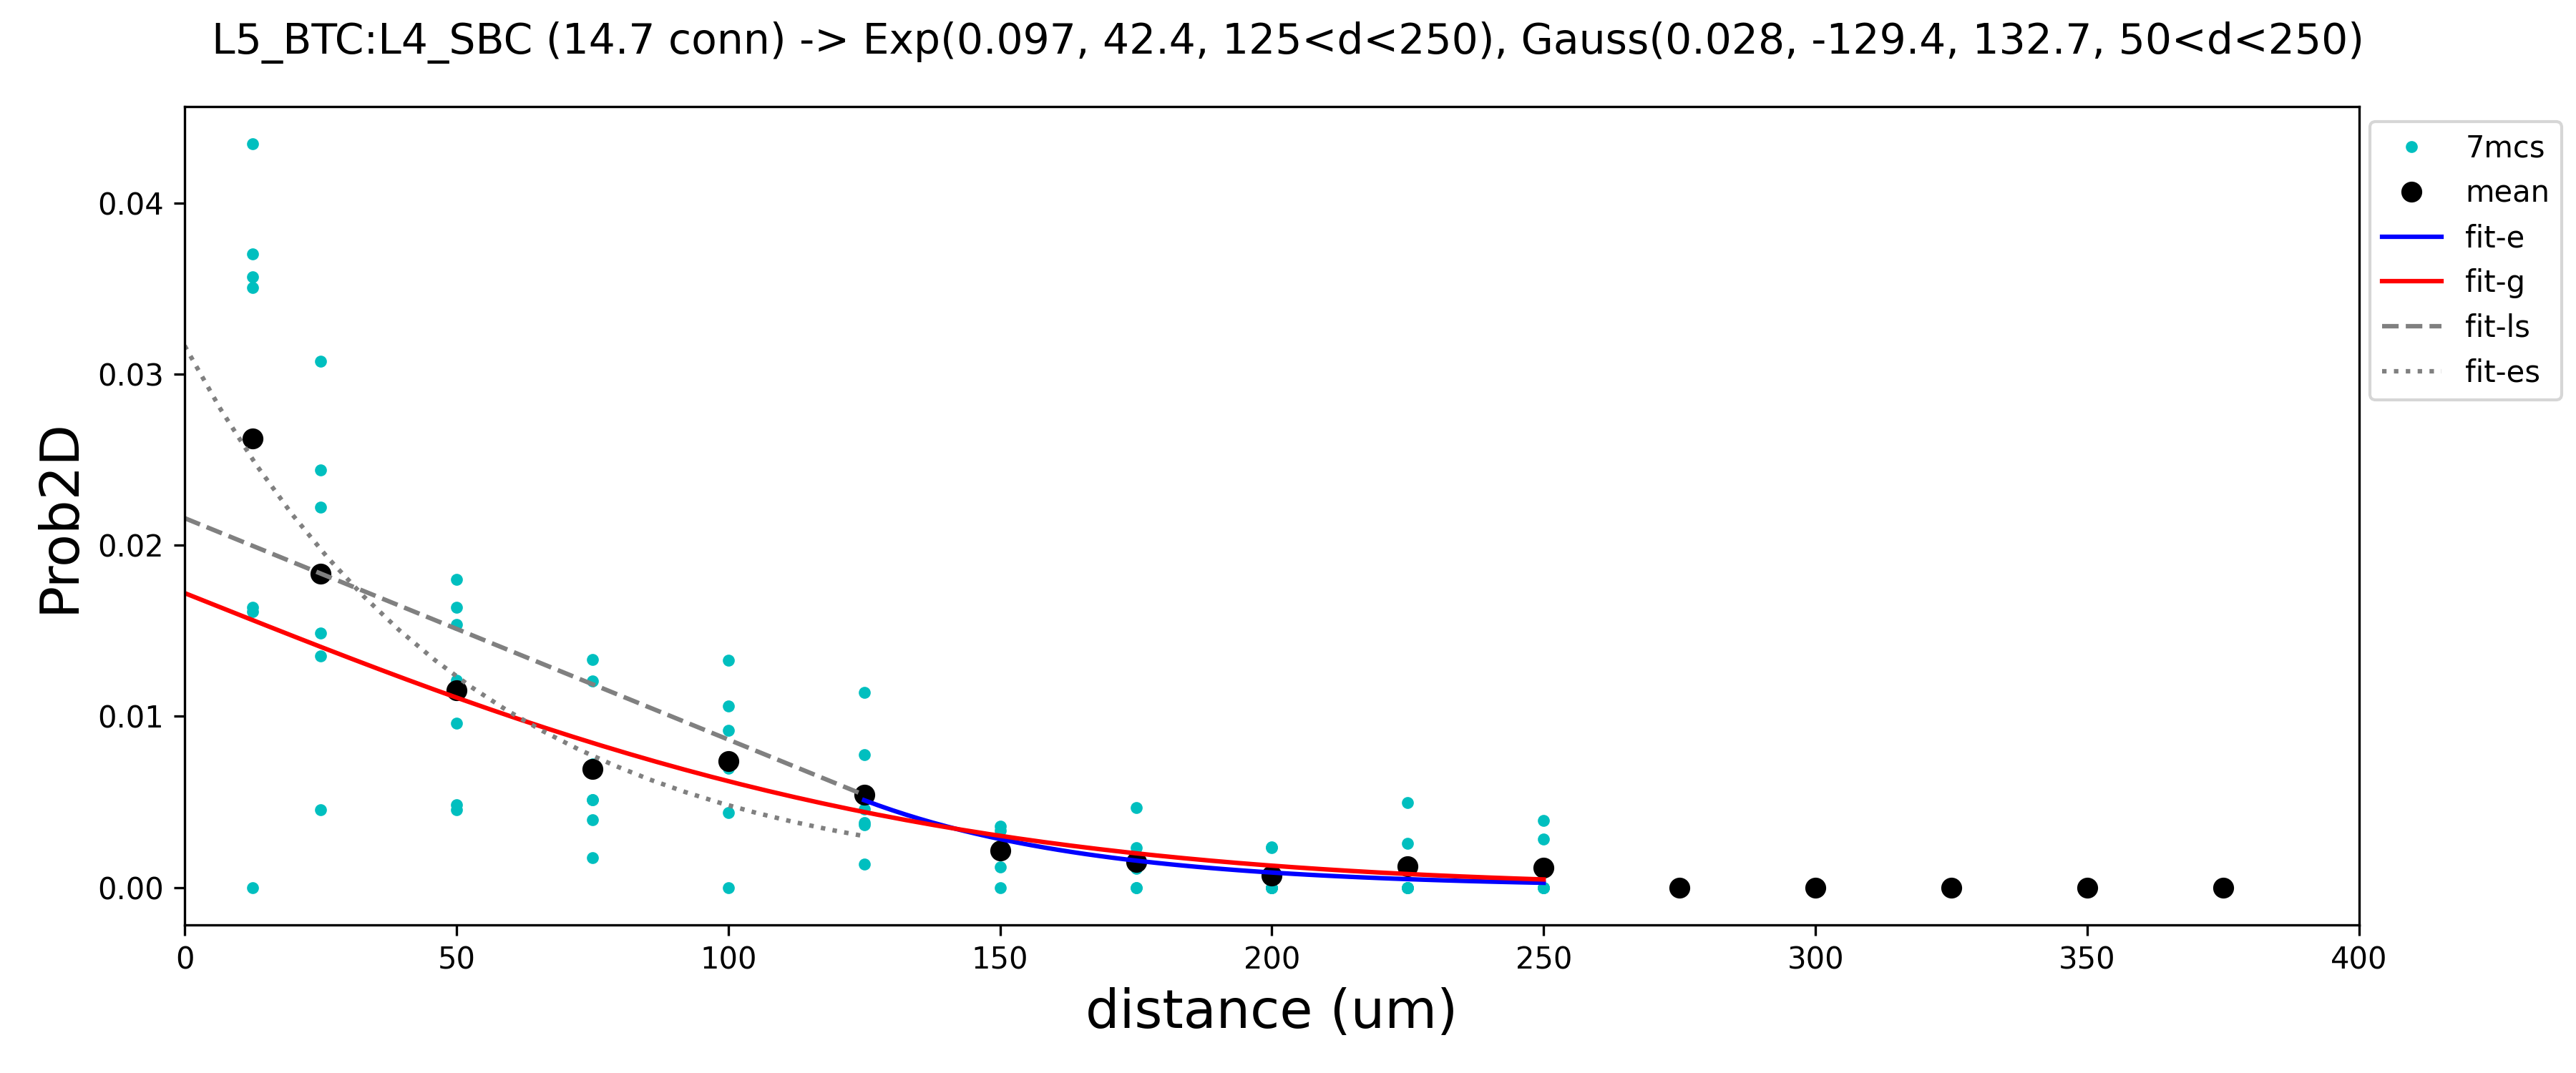 L5_BTC:L4_SBC (14.7 conn) -> Exp(0.097, 42.4, 125<d<250), Gauss(0.028, -129.4, 132.7, 50<d<250)
7mcs
mean
fit-e
fit-g
fit-ls
fit-es
Prob2D
0.04
0.03
0.02
0.01
0.00
0 50 100 150 200 250 300 350 400
distance (um)